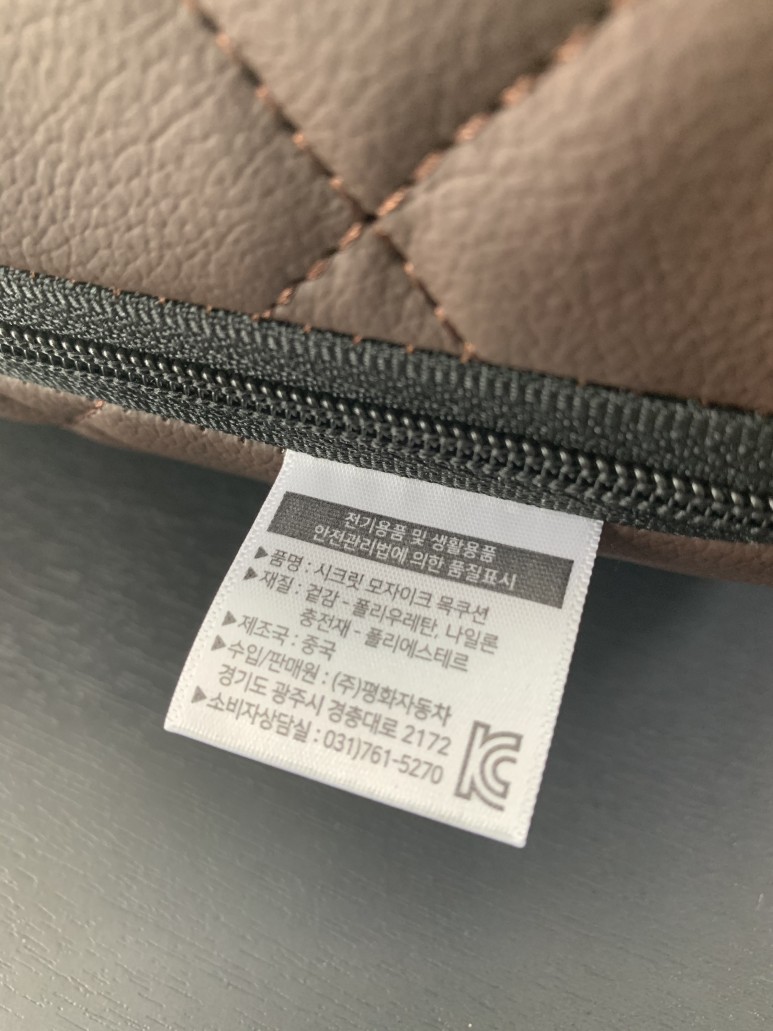 전기용품 및 생활용품
안전관리법에 의한 품질표시
▶품명 : 시크릿 모자이크 목쿠션
▶재질 : 겉감 - 폴리우레탄, 나일론
충전재 - 폴리에스테르
▶제조국 : 중국
▶수입/판매원 : (주)평화자동차
경기도 광주시 경충대로 2172
▶소비자상담실 : 031)761-5270
KC